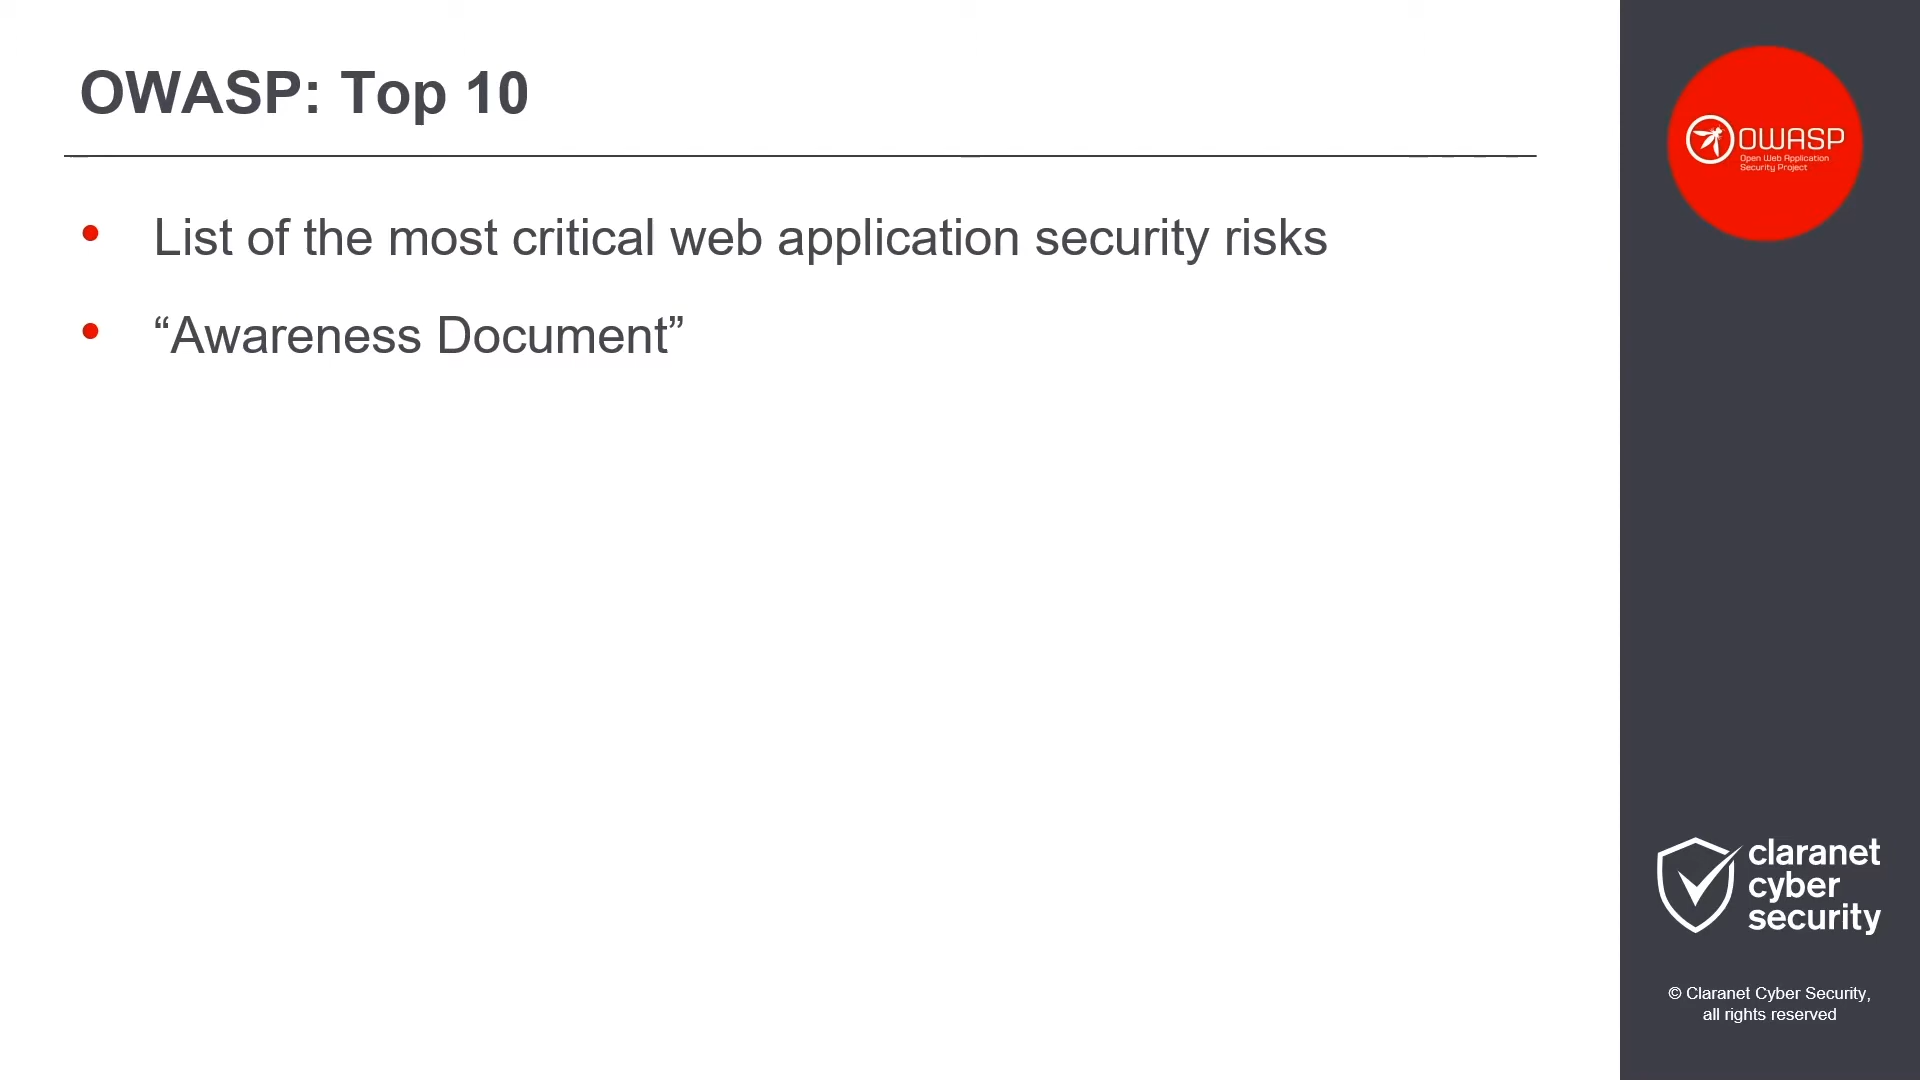 OWASP: Top 10
• List of the most critical web application security risks
• “Awareness Document”
OWASP
Open Web Application
Security Project
claranet
cyber
security
© Claranet Cyber Security,
all rights reserved